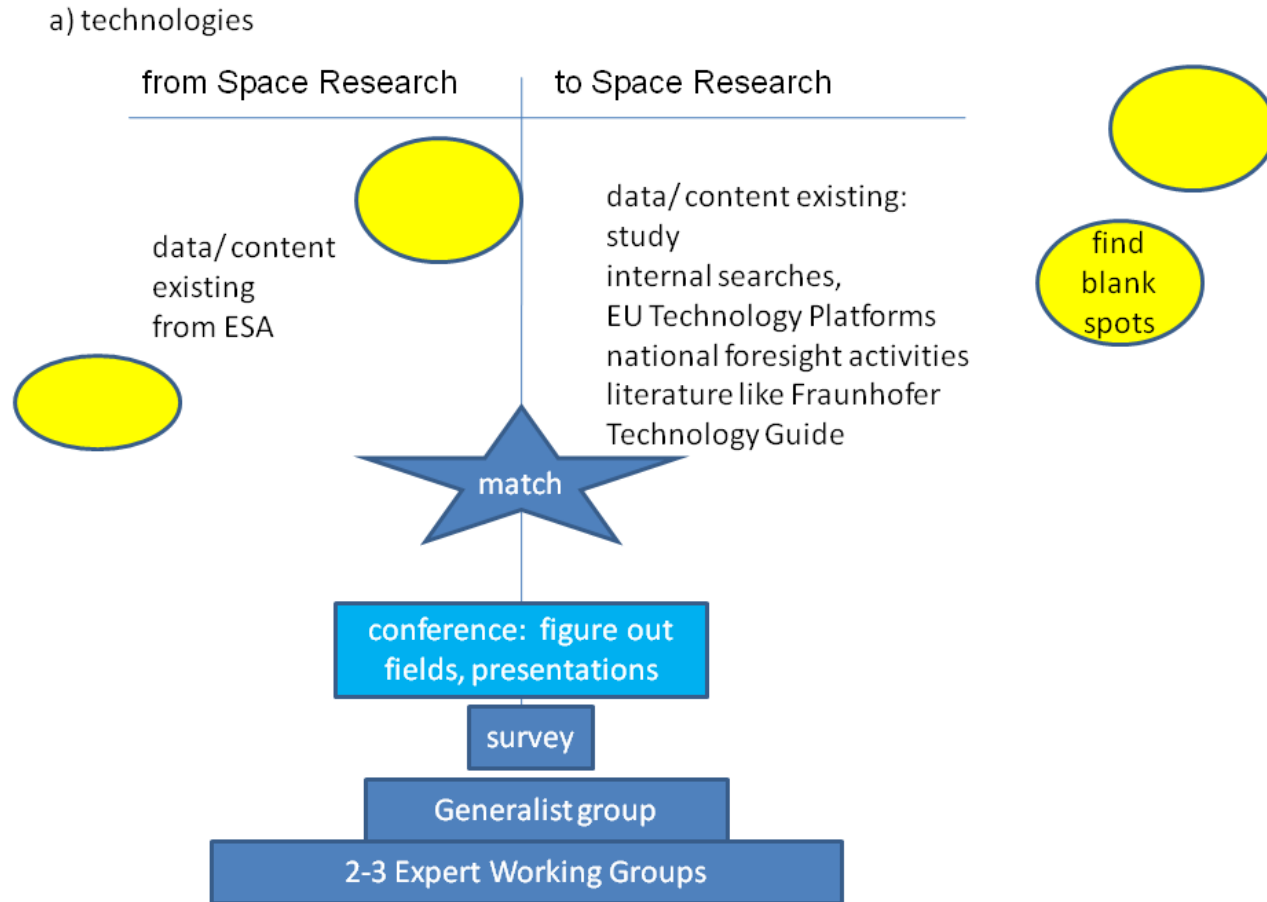 a) technologies
from Space Research
to Space Research
data/ content
existing
from ESA
data/ content existing:
study
internal searches,
EU Technology Platforms
national foresight activities
literature like Fraunhofer
Technology Guide
find
blank
spots
match
conference: figure out
fields, presentations
survey
Generalist group
2-3 Expert Working Groups